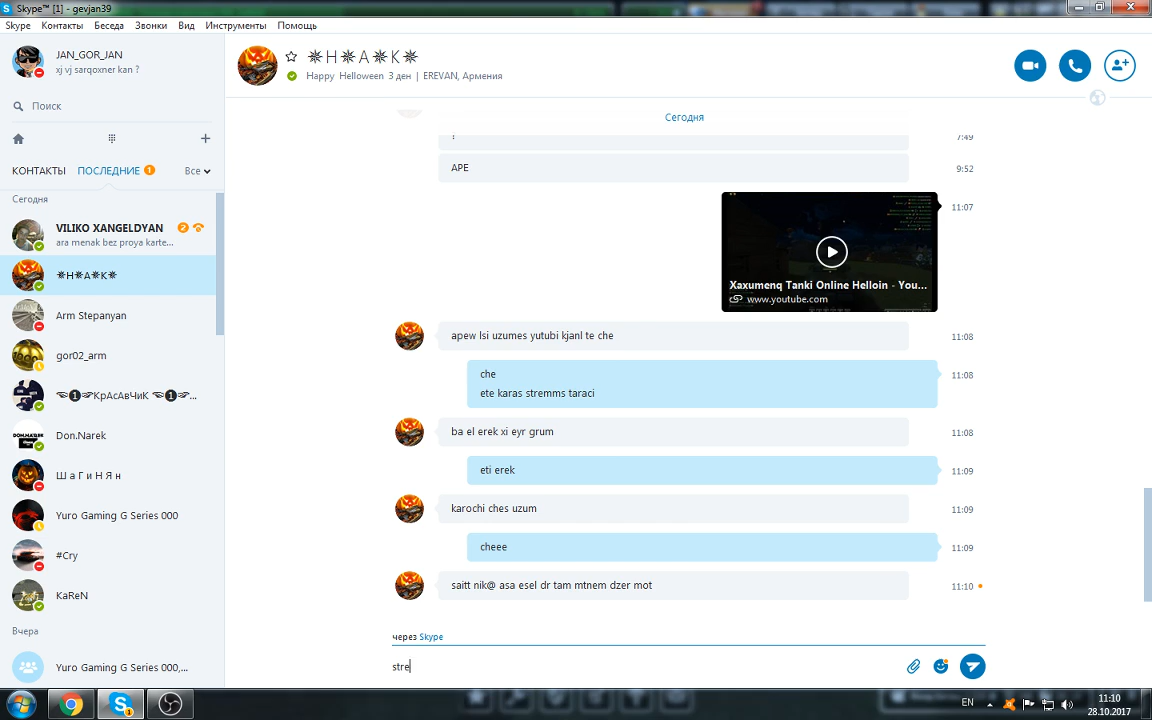 Skype™ [1] - gevjan39
Skype Контакты Беседа Звонки Вид Инструменты Помощь
JAN_GOR_JAN
xj vj sarqoxner kan ?
Поиск
КОНТАКТЫ ПОСЛЕДНИЕ 1 Все
Сегодня
VILIKO XANGELDYAN 2
ara menak bez proya karte...
✵H✵A✵K✵
Arm Stepanyan
gor02_arm
КрАсАвЧиК
Don.Narek
Ш а Г и Н Я н
Yuro Gaming G Series 000
#Cry
KaReN
Вчера
Yuro Gaming G Series 000,...
✵H✵A✵K✵
Happy Helloween 3 ден | EREVAN, Армения
Сегодня
? 7:49
APE 9:52
11:07
Xaxumenq Tanki Online Helloin - You...
www.youtube.com
apew lsi uzumes yutubi kjanl te che 11:08
che 11:08
ete karas stremms taraci
ba el erek xi eyr grum 11:08
eti erek 11:09
karochi ches uzum 11:09
cheee 11:09
saitt nik@ asa esel dr tam mtnem dzer mot 11:10
через Skype
stre
EN 11:10
28.10.2017